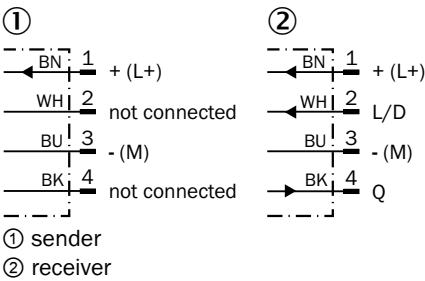 ① ②
BN 1 + (L+) BN 1 + (L+)
WH 2 not connected WH 2 L/D
BU 3 - (M) BU 3 - (M)
BK 4 not connected BK 4 Q
① sender
② receiver